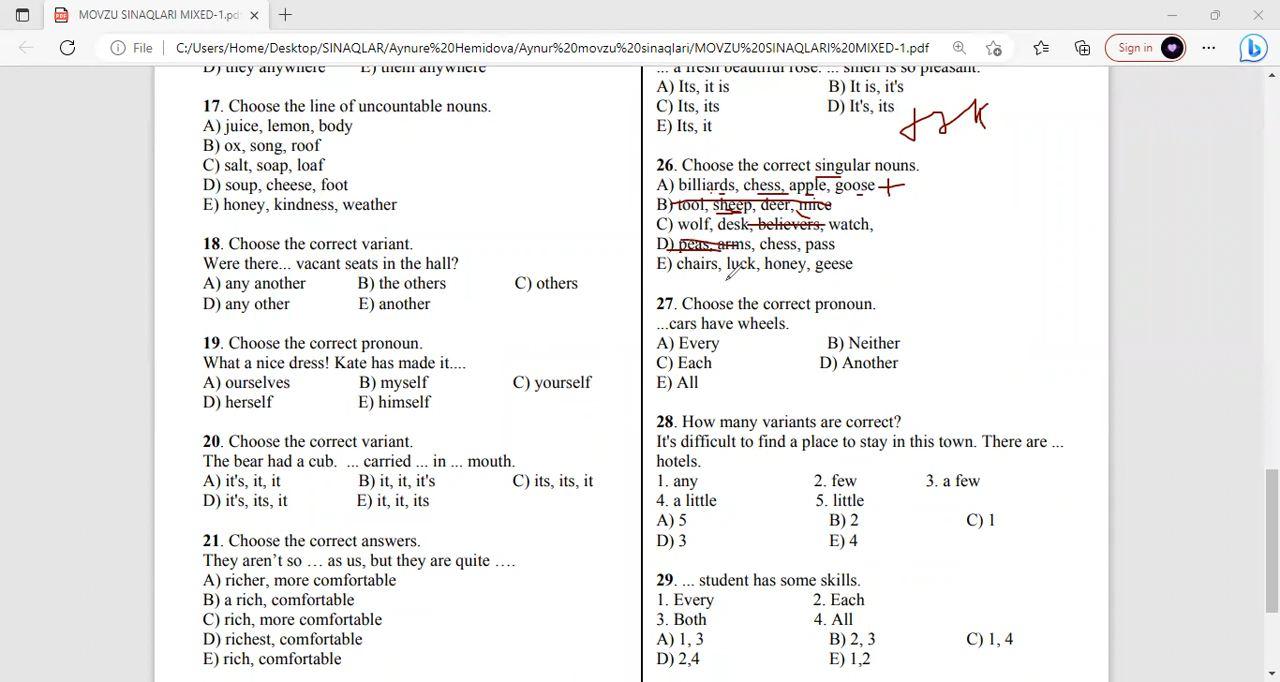 MOVZU SINAQLARI MIXED-1.pdf
File
C:/Users/Home/Desktop/SINAQLAR/Aynure%20Hemidova/Aynur%20movzu%20sinaqlari/MOVZU%20SINAQLARI%20MIXED-1.pdf
Sign in
D) they anywhere E) them anywhere
17. Choose the line of uncountable nouns.
A) juice, lemon, body
B) ox, song, roof
C) salt, soap, loaf
D) soup, cheese, foot
E) honey, kindness, weather
18. Choose the correct variant.
Were there... vacant seats in the hall?
A) any another B) the others C) others
D) any other E) another
19. Choose the correct pronoun.
What a nice dress! Kate has made it....
A) ourselves B) myself C) yourself
D) herself E) himself
20. Choose the correct variant.
The bear had a cub. ... carried ... in ... mouth.
A) it's, it, it B) it, it, it's C) its, its, it
D) it's, its, it E) it, it, its
21. Choose the correct answers.
They aren't so … as us, but they are quite ….
A) richer, more comfortable
B) a rich, comfortable
C) rich, more comfortable
D) richest, comfortable
E) rich, comfortable
... a fresh beautiful rose. ... smell is so pleasant.
A) Its, it is B) It is, it's
C) Its, its D) It's, its
E) Its, it
26. Choose the correct singular nouns.
A) billiards, chess, apple, goose
B) tool, sheep, deer, mice
C) wolf, desk, believers, watch,
D) peas, arms, chess, pass
E) chairs, luck, honey, geese
27. Choose the correct pronoun.
...cars have wheels.
A) Every B) Neither
C) Each D) Another
E) All
28. How many variants are correct?
It's difficult to find a place to stay in this town. There are ...
hotels.
1. any 2. few 3. a few
4. a little 5. little
A) 5 B) 2 C) 1
D) 3 E) 4
29. ... student has some skills.
1. Every 2. Each
3. Both 4. All
A) 1, 3 B) 2, 3 C) 1, 4
D) 2,4 E) 1,2